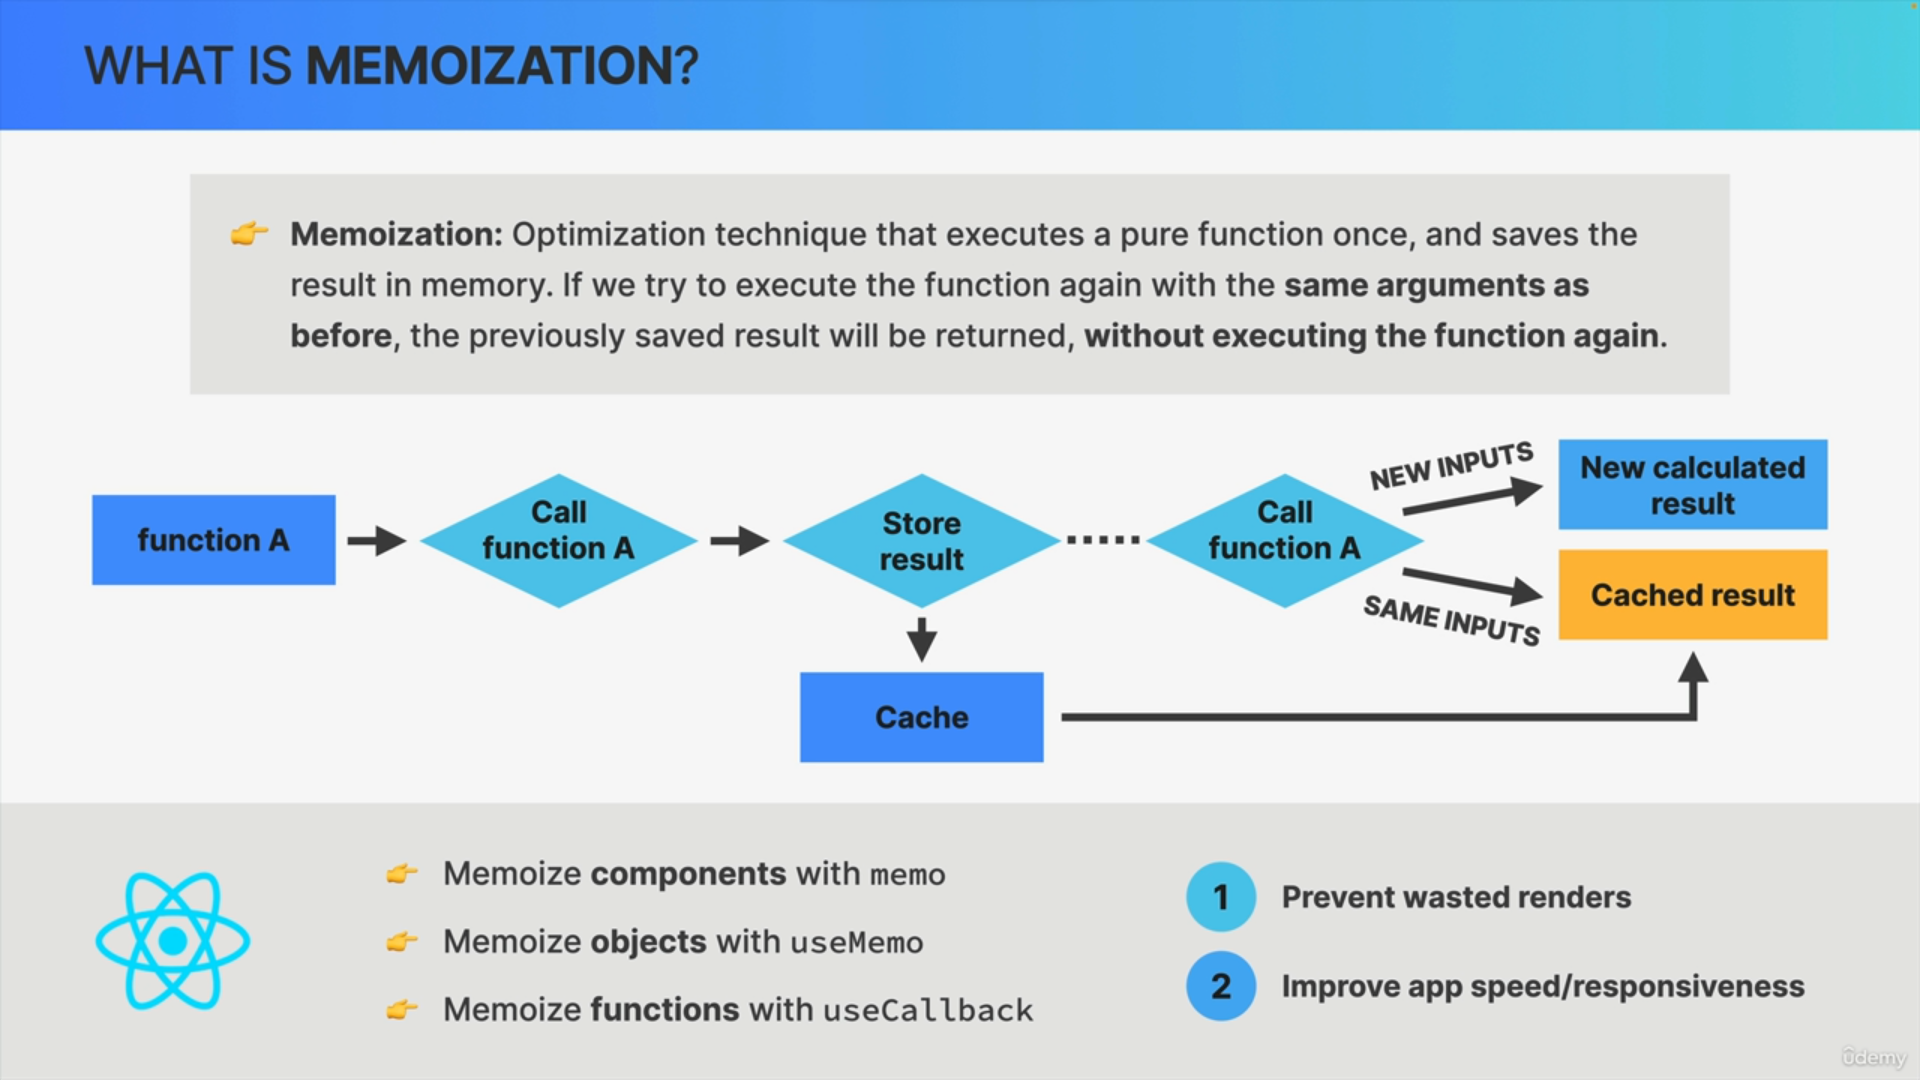 WHAT IS MEMOIZATION?
👉 Memoization: Optimization technique that executes a pure function once, and saves the
result in memory. If we try to execute the function again with the same arguments as
before, the previously saved result will be returned, without executing the function again.
function A
Call
function A
Store
result
Call
function A
NEW INPUTS
New calculated
result
SAME INPUTS
Cached result
Cache
👉 Memoize components with memo
👉 Memoize objects with useMemo
👉 Memoize functions with useCallback
1 Prevent wasted renders
2 Improve app speed/responsiveness
ûdemy